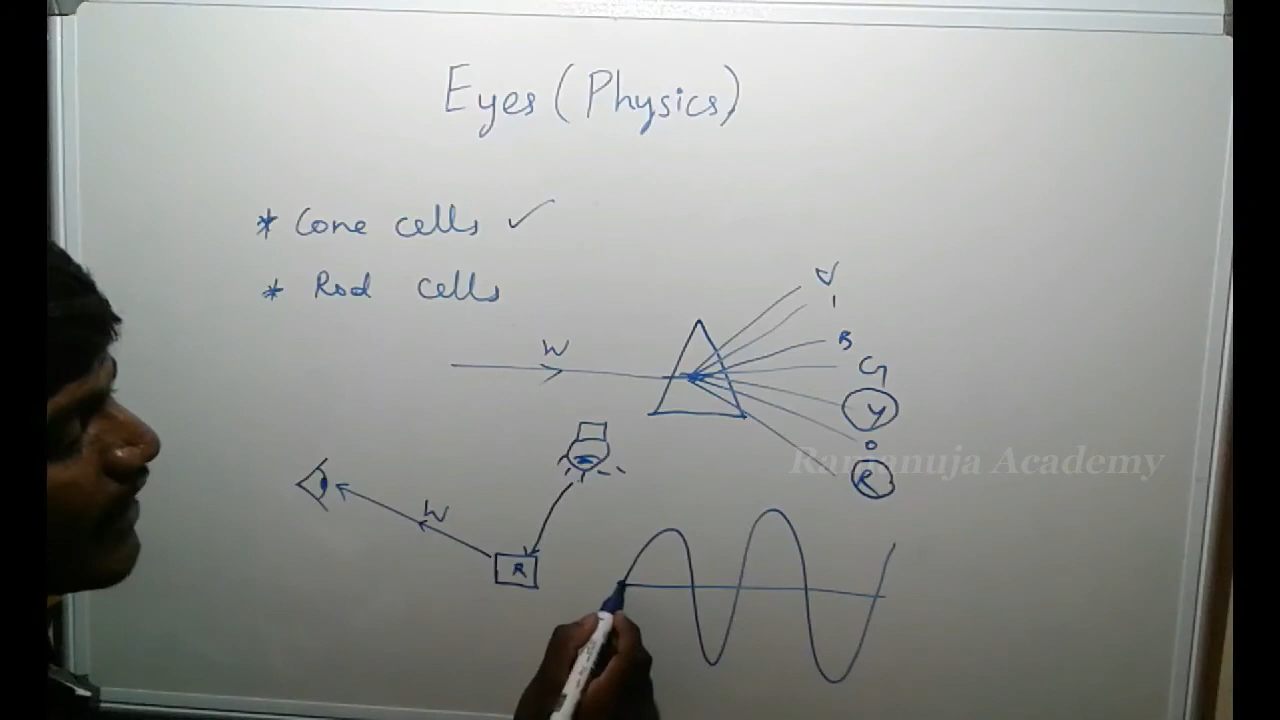 Eyes (Physics)
* Cone cells ✓
* Rod cells
V
I
W
B
G
Y
O
R
Ramanuja Academy
W
R